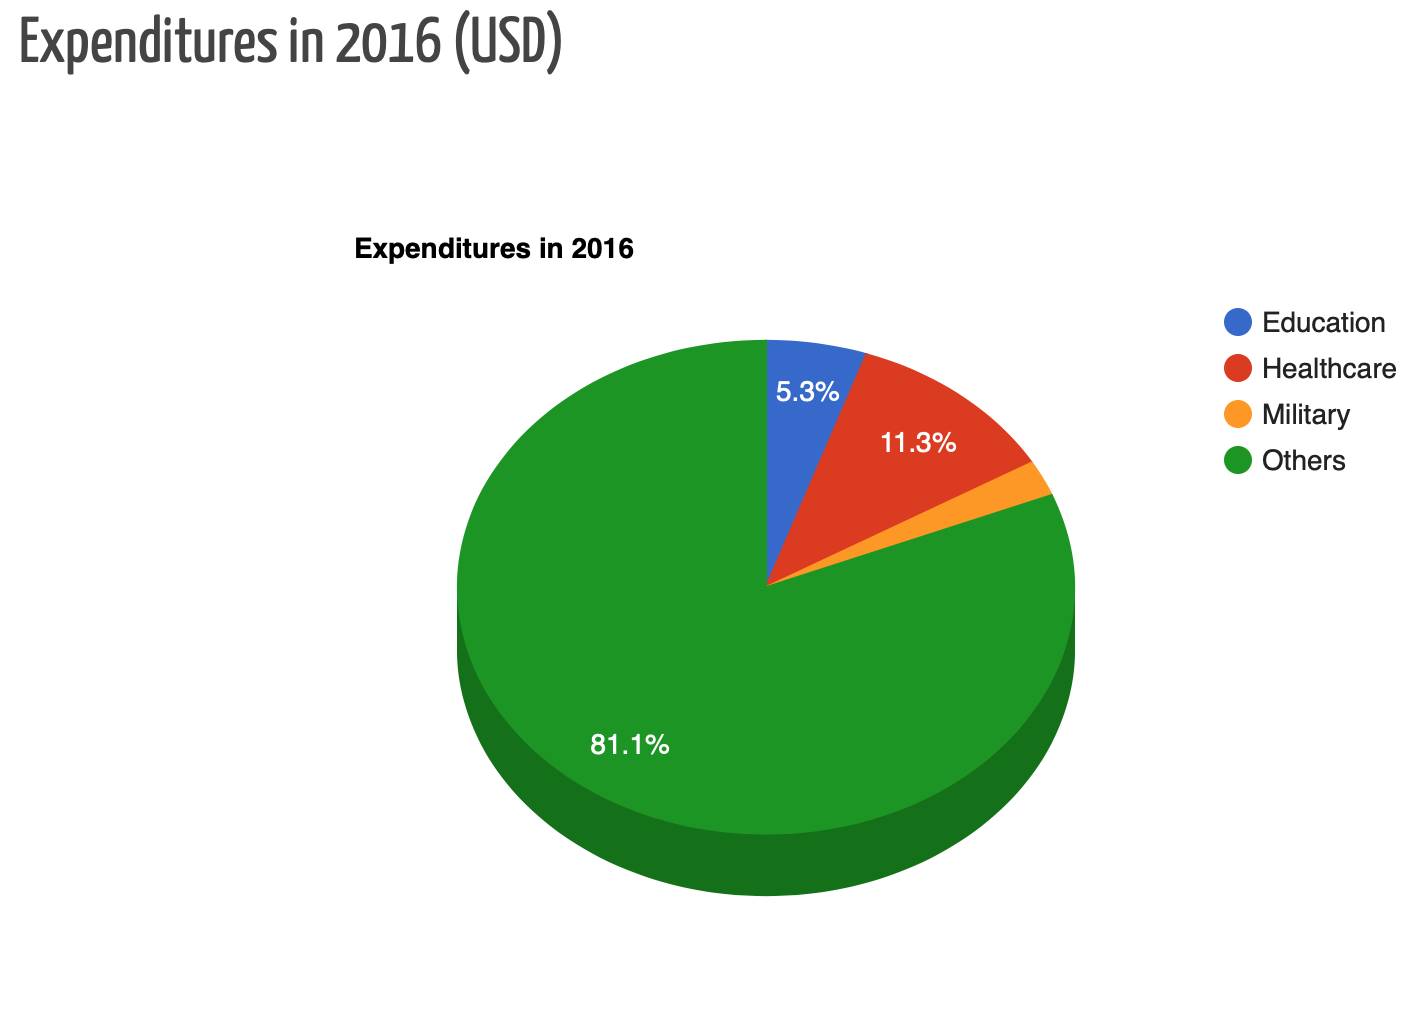 Expenditures in 2016 (USD)
Expenditures in 2016
Education
Healthcare
Military
Others
5.3%
11.3%
81.1%